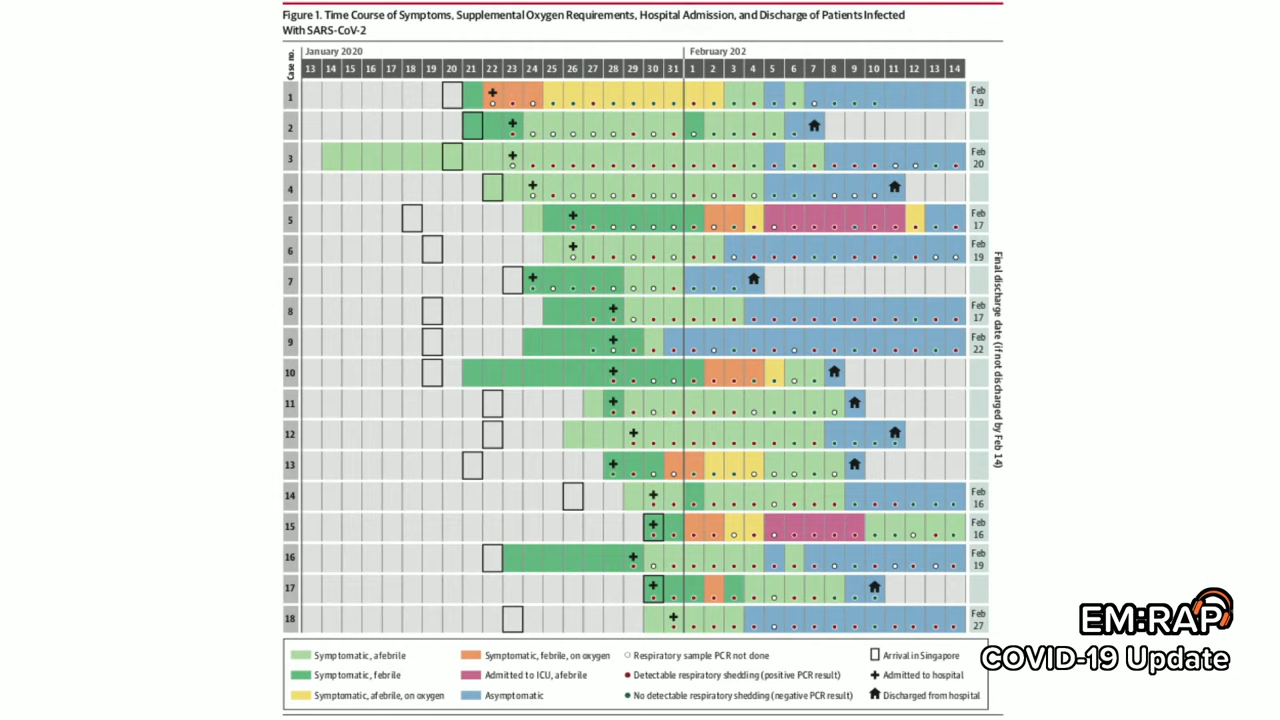 Figure 1. Time Course of Symptoms, Supplemental Oxygen Requirements, Hospital Admission, and Discharge of Patients Infected
With SARS-CoV-2
Case no.
January 2020
February 202
13 14 15 16 17 18 19 20 21 22 23 24 25 26 27 28 29 30 31 1 2 3 4 5 6 7 8 9 10 11 12 13 14
1 Feb 19
2
3 Feb 20
4
5 Feb 17
6 Feb 19
7
8 Feb 17
9 Feb 22
10
11
12
13
14 Feb 16
15 Feb 16
16 Feb 19
17
18 Feb 27
Final discharge date (if not discharged by Feb 14)
Symptomatic, afebrile
Symptomatic, febrile, on oxygen
Respiratory sample PCR not done
Arrival in Singapore
Symptomatic, febrile
Admitted to ICU, afebrile
Detectable respiratory shedding (positive PCR result)
Admitted to hospital
Symptomatic, afebrile, on oxygen
Asymptomatic
No detectable respiratory shedding (negative PCR result)
Discharged from hospital
EM:RAP
COVID-19 Update